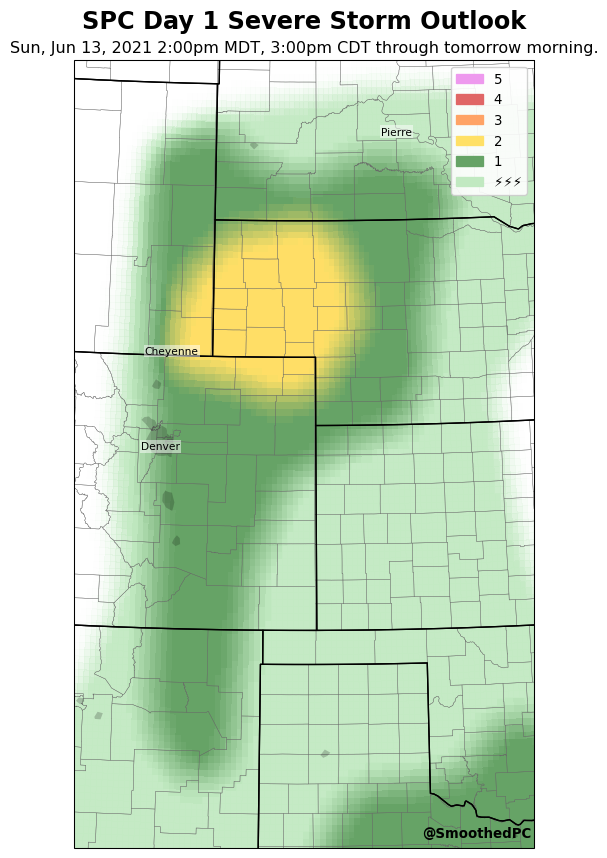 SPC Day 1 Severe Storm Outlook
Sun, Jun 13, 2021 2:00pm MDT, 3:00pm CDT through tomorrow morning.
5
4
3
2
1
⚡⚡⚡
Pierre
Cheyenne
Denver
@SmoothedPC